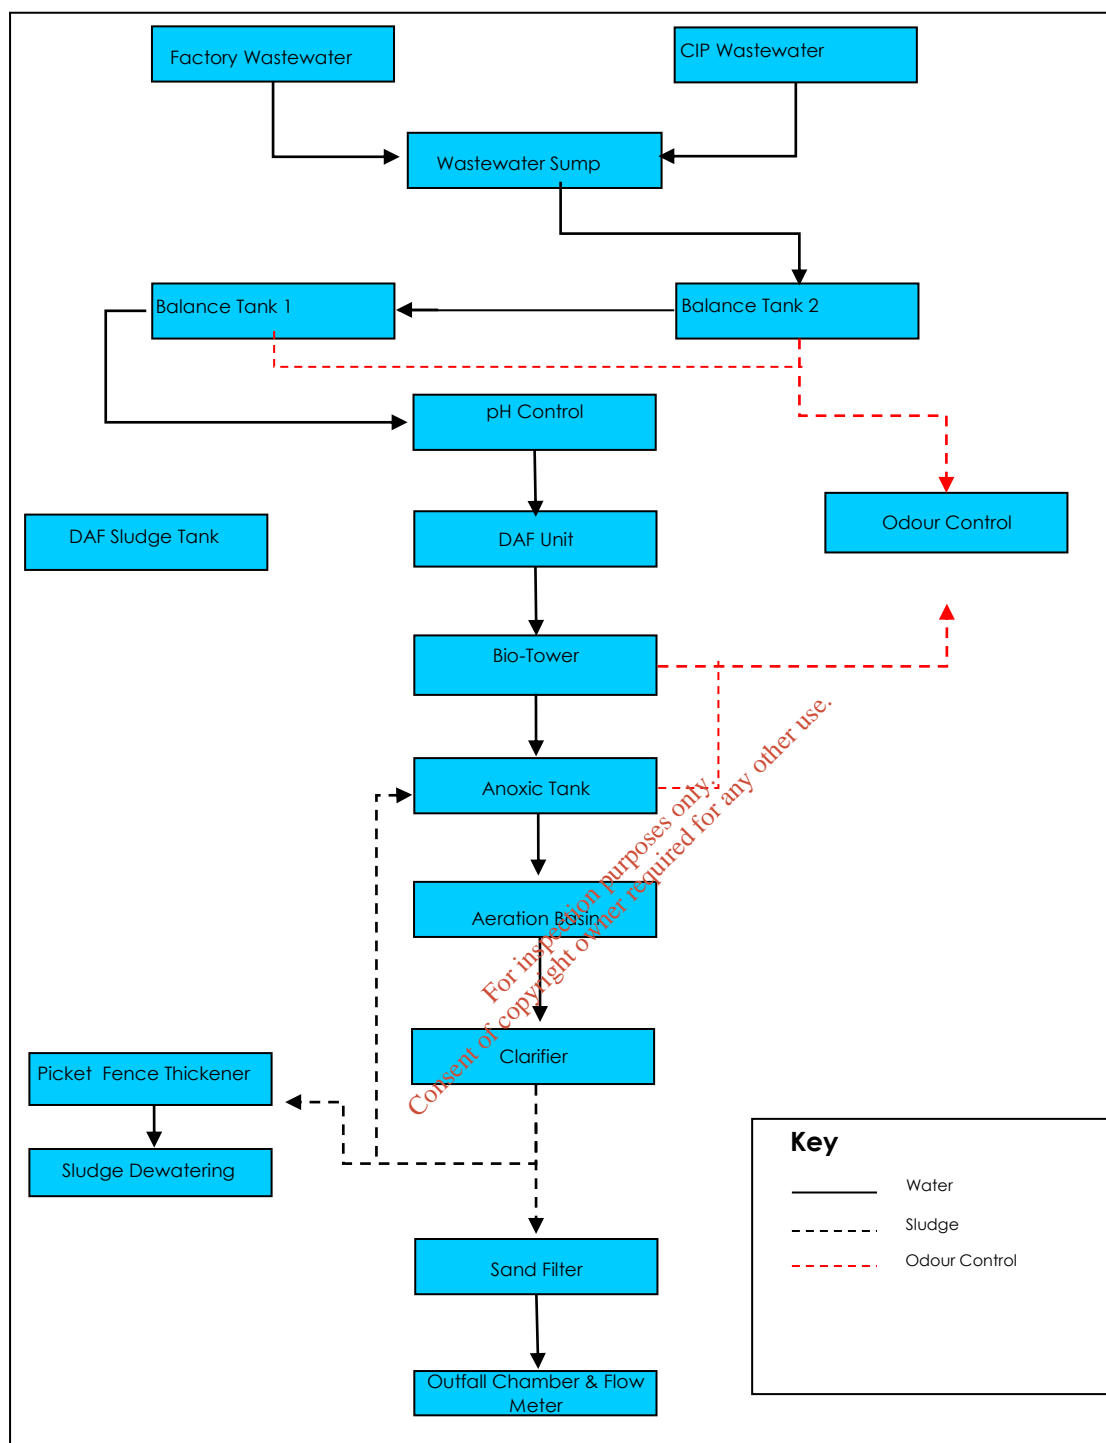 Factory Wastewater
CIP Wastewater
Wastewater Sump
Balance Tank 1
Balance Tank 2
pH Control
DAF Sludge Tank
DAF Unit
Odour Control
Bio-Tower
Anoxic Tank
Aeration Basin
For inspection purposes only.
Consent of copyright owner required for any other use.
Clarifier
Picket Fence Thickener
Sludge Dewatering
Sand Filter
Outfall Chamber & Flow
Meter
Key
Water
Sludge
Odour Control